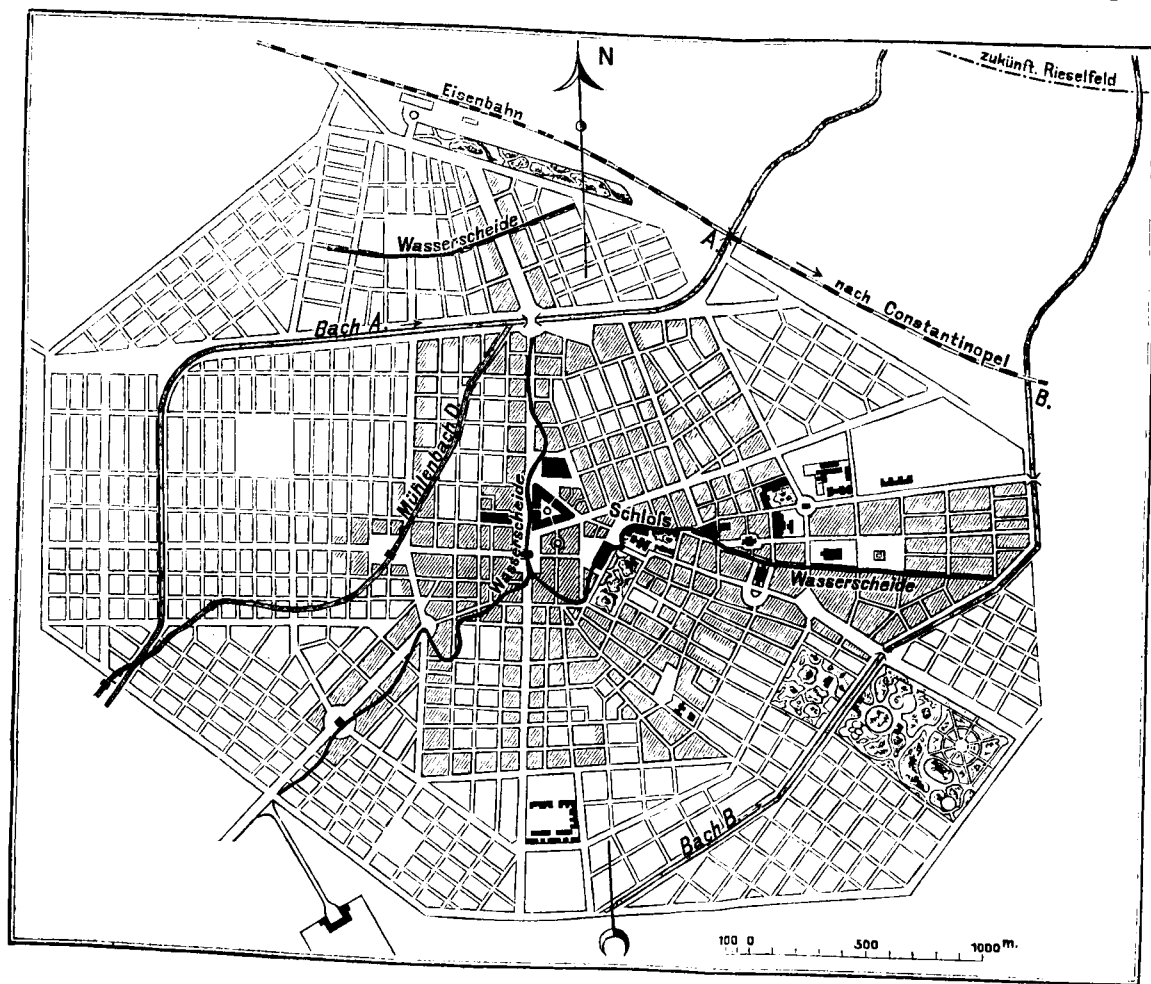 zukünft. Rieselfeld
N
Eisenbahn
Wasserscheide
A.
nach Constantinopel
Bach A.
B.
Mühlenbach D.
Wasserscheide
Schloſs
Wasserscheide
Bach B.
100 0 500 1000 m.